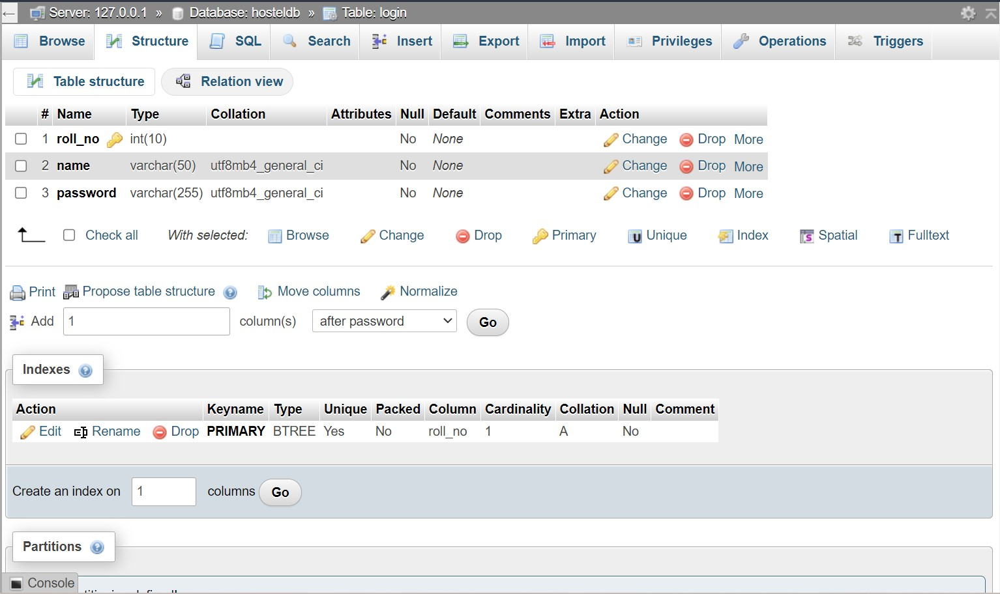 Server: 127.0.0.1 » Database: hosteldb » Table: login
Browse Structure SQL Search Insert Export Import Privileges Operations Triggers
Table structure Relation view
# Name Type Collation Attributes Null Default Comments Extra Action
1 roll_no int(10) No None Change Drop More
2 name varchar(50) utf8mb4_general_ci No None Change Drop More
3 password varchar(255) utf8mb4_general_ci No None Change Drop More
Check all With selected: Browse Change Drop Primary Unique Index Spatial Fulltext
Print Propose table structure Move columns Normalize
Add 1 column(s) after password Go
Indexes
Action Keyname Type Unique Packed Column Cardinality Collation Null Comment
Edit Rename Drop PRIMARY BTREE Yes No roll_no 1 A No
Create an index on 1 columns Go
Partitions
Console